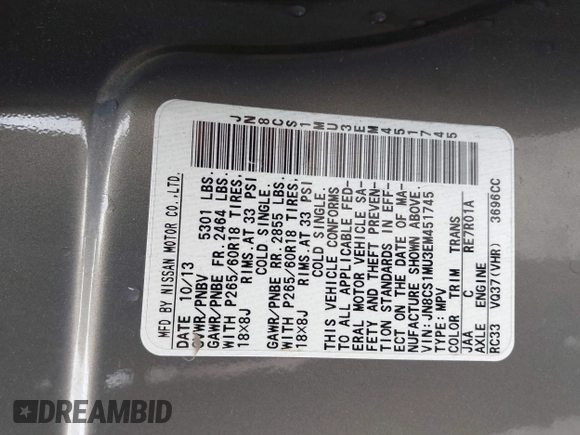 JN8CS1MU3EM451745
MFD. BY NISSAN MOTOR CO., LTD.
DATE 10/13
GVWR/PNBV 5301 LBS.
GAWR/PNBE FR. 2464 LBS.
WITH P265/60R18 TIRES,
18X8J RIMS. AT 33 PSI
COLD SINGLE.
GAWR/PNBE RR. 2855 LBS.
WITH P265/60R18 TIRES,
18X8J RIMS. AT 33 PSI
COLD SINGLE.
THIS VEHICLE CONFORMS
TO ALL APPLICABLE FED-
ERAL MOTOR VEHICLE SA-
FETY AND THEFT PREVEN-
TION STANDARDS IN EFF-
ECT ON THE DATE OF MA-
NUFACTURE SHOWN ABOVE.
VIN: JN8CS1MU3EM451745
TYPE: MPV
COLOR TRIM TRANS
JAA C RE7R01A
AXLE ENGINE
RC33 VQ37(VHR) 3696CC
DREAMBID